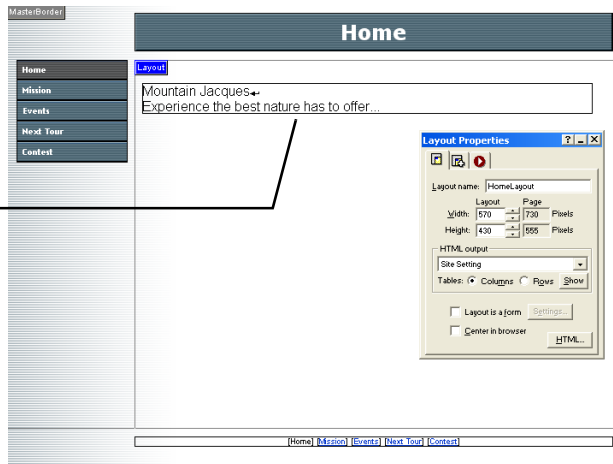 MasterBorder
Home
Home
Mission
Events
Next Tour
Contest
Layout
Mountain Jacques↵
Experience the best nature has to offer...
Layout Properties
Layout name: HomeLayout
Layout Page
Width: 570 730 Pixels
Height: 430 555 Pixels
HTML output
Site Setting
Tables: Columns Rows Show
Layout is a form Settings...
Center in browser
HTML...
[Home] [Mission] [Events] [Next Tour] [Contest]